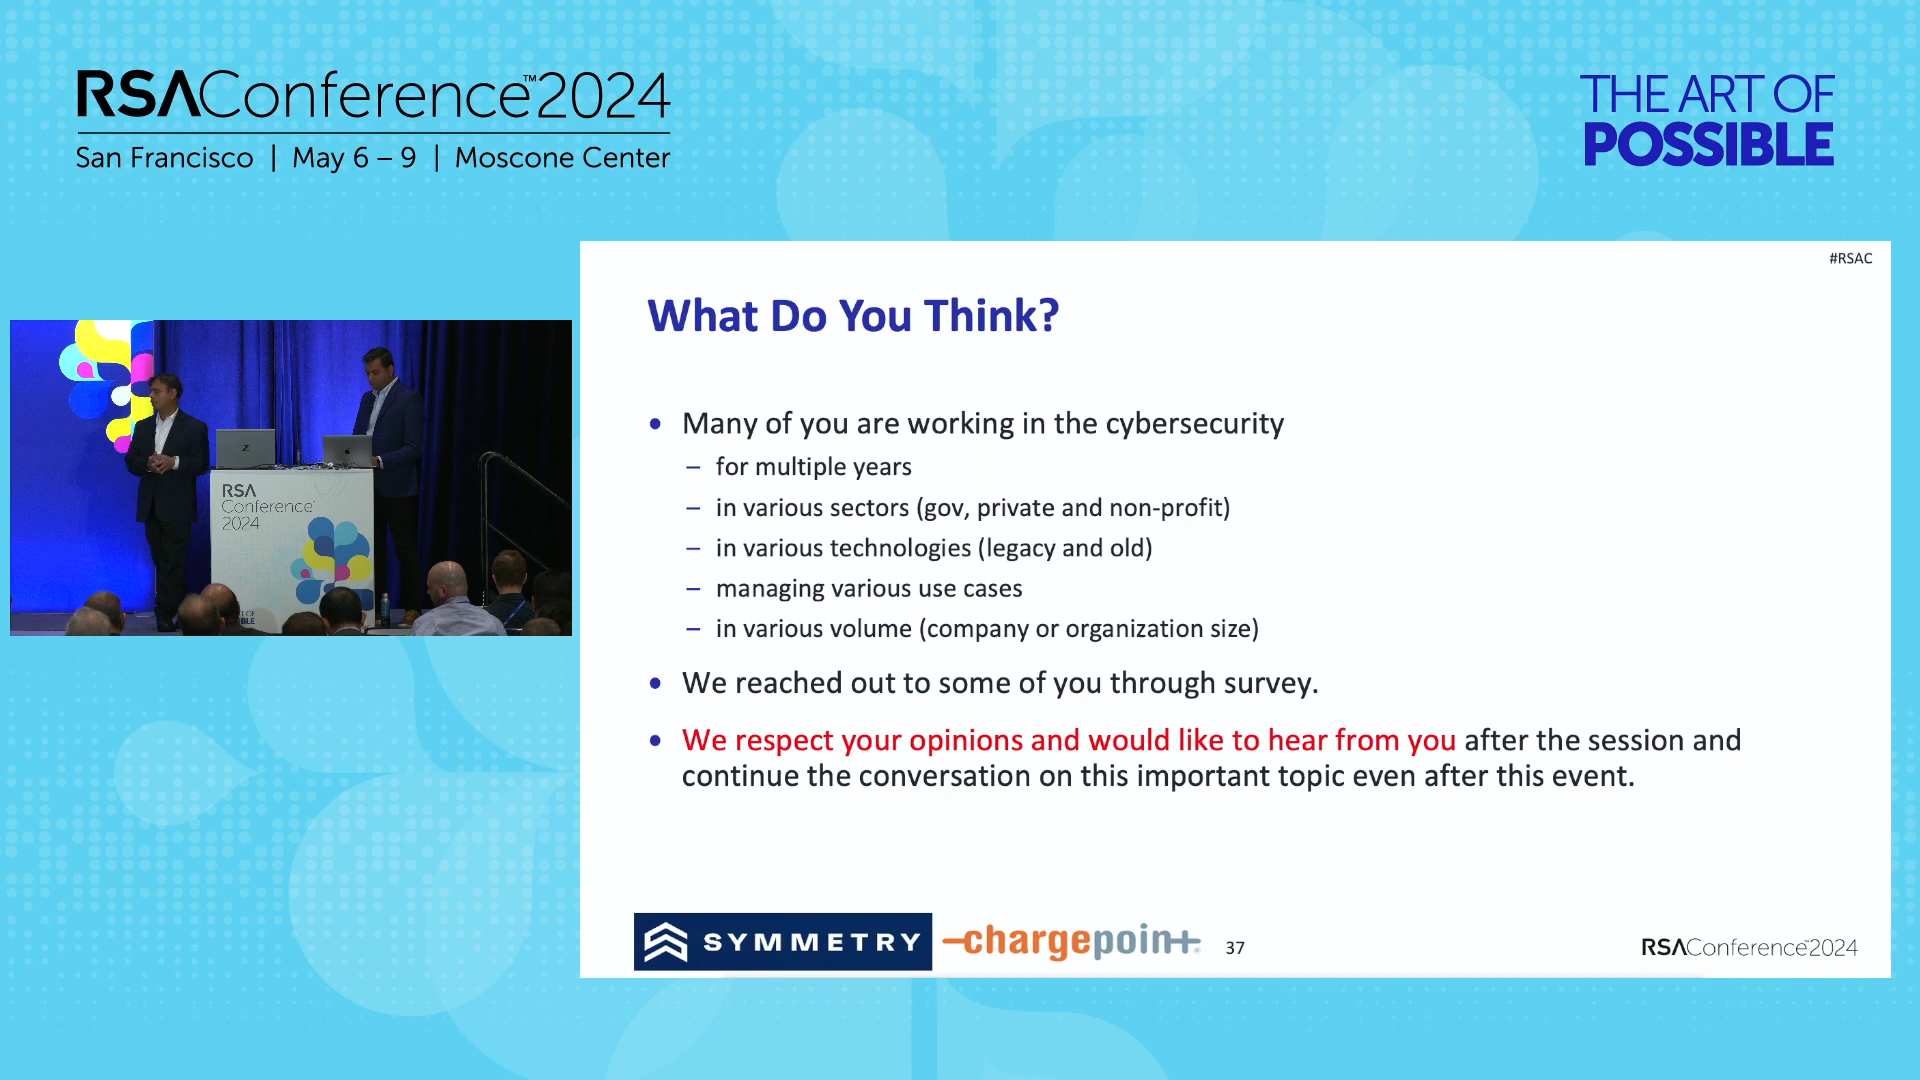 RSAConference™2024
San Francisco | May 6 – 9 | Moscone Center
THE ART OF
POSSIBLE
#RSAC
What Do You Think?
• Many of you are working in the cybersecurity
– for multiple years
– in various sectors (gov, private and non-profit)
– in various technologies (legacy and old)
– managing various use cases
– in various volume (company or organization size)
• We reached out to some of you through survey.
• We respect your opinions and would like to hear from you after the session and
continue the conversation on this important topic even after this event.
SYMMETRY
chargepoin+
37
RSAConference™2024
RSA
Conference™
2024